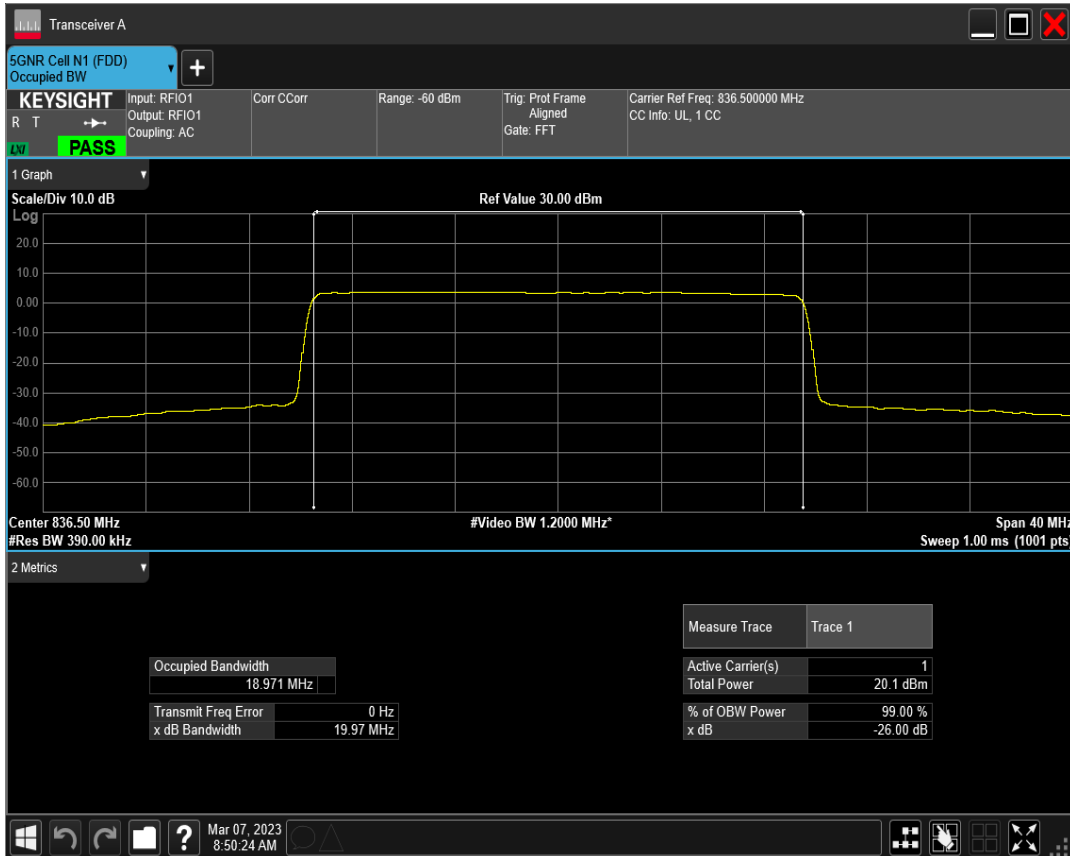 Transceiver A
5GNR Cell N1 (FDD)
Occupied BW
+
KEYSIGHT
R T
LXI
PASS
Input: RFIO1
Output: RFIO1
Coupling: AC
Corr CCorr
Range: -60 dBm
Trig: Prot Frame
Aligned
Gate: FFT
Carrier Ref Freq: 836.500000 MHz
CC Info: UL, 1 CC
1 Graph
Scale/Div 10.0 dB
Ref Value 30.00 dBm
Log
20.0
10.0
0.00
-10.0
-20.0
-30.0
-40.0
-50.0
-60.0
Center 836.50 MHz
#Video BW 1.2000 MHz*
Span 40 MHz
#Res BW 390.00 kHz
Sweep 1.00 ms (1001 pts)
2 Metrics
Measure Trace Trace 1
Occupied Bandwidth
18.971 MHz
Active Carrier(s) 1
Total Power 20.1 dBm
Transmit Freq Error 0 Hz
x dB Bandwidth 19.97 MHz
% of OBW Power 99.00 %
x dB -26.00 dB
?
Mar 07, 2023
8:50:24 AM